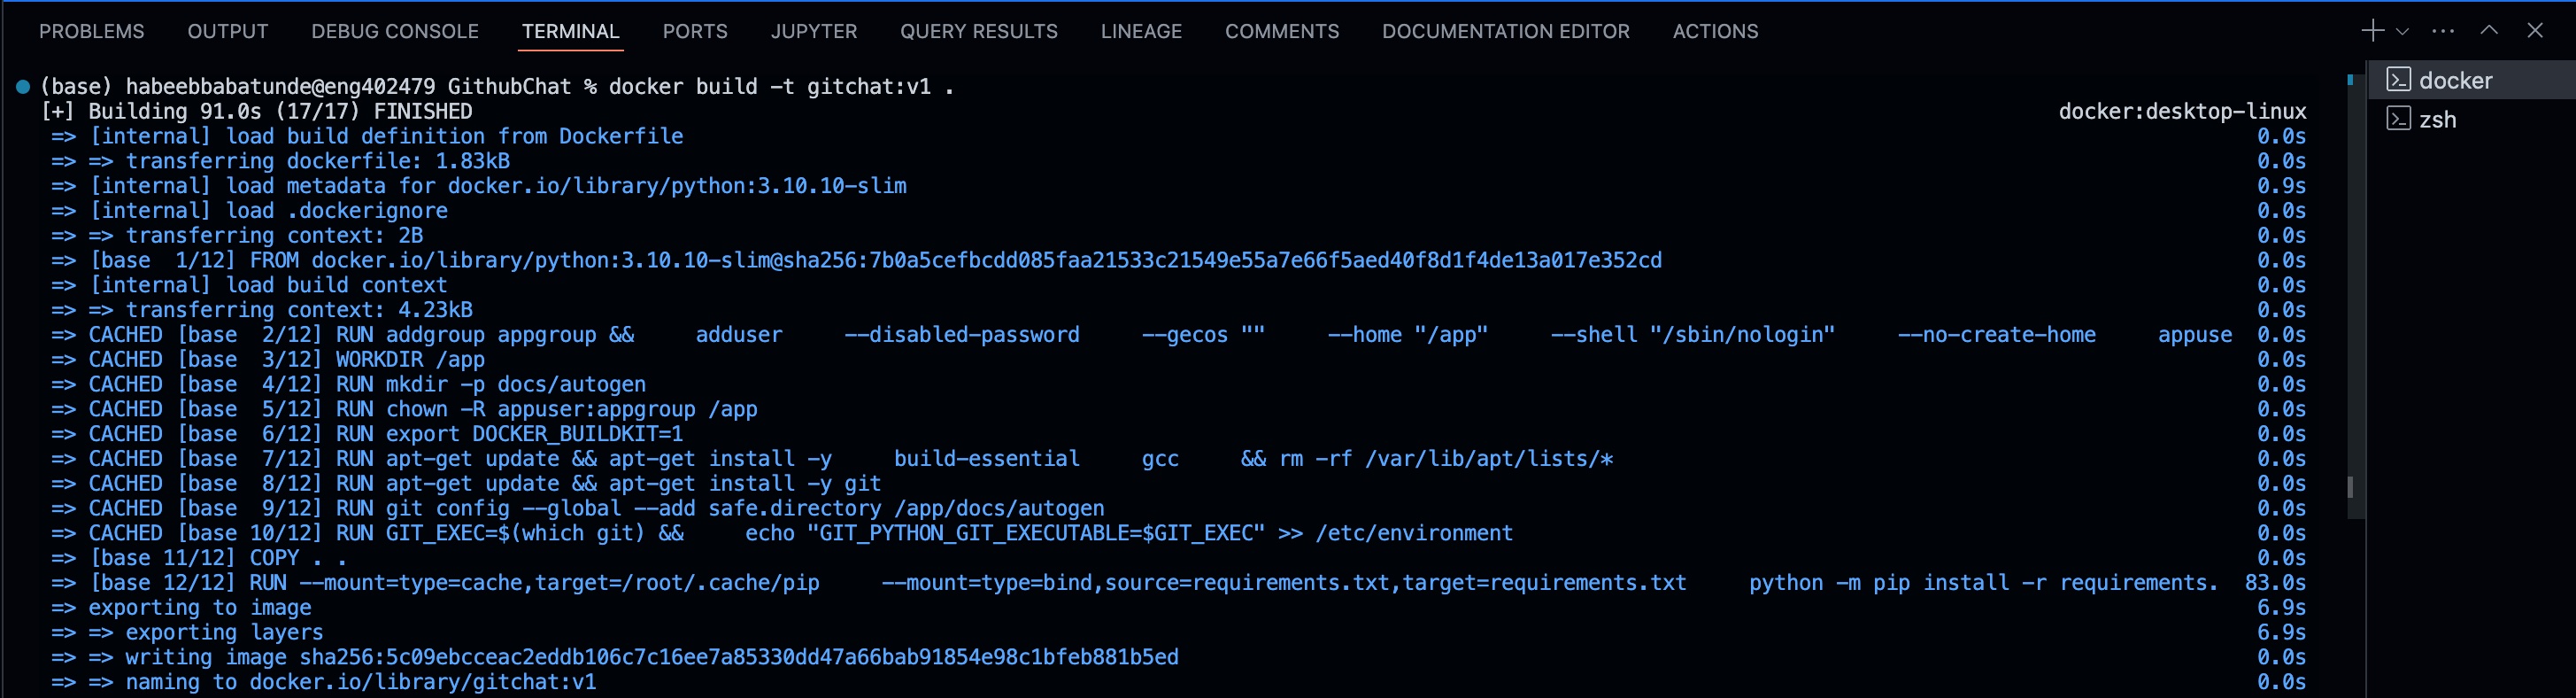 PROBLEMS OUTPUT DEBUG CONSOLE TERMINAL PORTS JUPYTER QUERY RESULTS LINEAGE COMMENTS DOCUMENTATION EDITOR ACTIONS
(base) habeebbabatunde@eng402479 GithubChat % docker build -t gitchat:v1 .
[+] Building 91.0s (17/17) FINISHED docker:desktop-linux
=> [internal] load build definition from Dockerfile 0.0s
=> => transferring dockerfile: 1.83kB 0.0s
=> [internal] load metadata for docker.io/library/python:3.10.10-slim 0.9s
=> [internal] load .dockerignore 0.0s
=> => transferring context: 2B 0.0s
=> [base 1/12] FROM docker.io/library/python:3.10.10-slim@sha256:7b0a5cefbcdd085faa21533c21549e55a7e66f5aed40f8d1f4de13a017e352cd 0.0s
=> [internal] load build context 0.0s
=> => transferring context: 4.23kB 0.0s
=> CACHED [base 2/12] RUN addgroup appgroup && adduser --disabled-password --gecos "" --home "/app" --shell "/sbin/nologin" --no-create-home appuse 0.0s
=> CACHED [base 3/12] WORKDIR /app 0.0s
=> CACHED [base 4/12] RUN mkdir -p docs/autogen 0.0s
=> CACHED [base 5/12] RUN chown -R appuser:appgroup /app 0.0s
=> CACHED [base 6/12] RUN export DOCKER_BUILDKIT=1 0.0s
=> CACHED [base 7/12] RUN apt-get update && apt-get install -y build-essential gcc && rm -rf /var/lib/apt/lists/* 0.0s
=> CACHED [base 8/12] RUN apt-get update && apt-get install -y git 0.0s
=> CACHED [base 9/12] RUN git config --global --add safe.directory /app/docs/autogen 0.0s
=> CACHED [base 10/12] RUN GIT_EXEC=$(which git) && echo "GIT_PYTHON_GIT_EXECUTABLE=$GIT_EXEC" >> /etc/environment 0.0s
=> [base 11/12] COPY . . 0.0s
=> [base 12/12] RUN --mount=type=cache,target=/root/.cache/pip --mount=type=bind,source=requirements.txt,target=requirements.txt python -m pip install -r requirements. 83.0s
=> exporting to image 6.9s
=> => exporting layers 6.9s
=> => writing image sha256:5c09ebcceac2eddb106c7c16ee7a85330dd47a66bab91854e98c1bfeb881b5ed 0.0s
=> => naming to docker.io/library/gitchat:v1 0.0s
docker
zsh